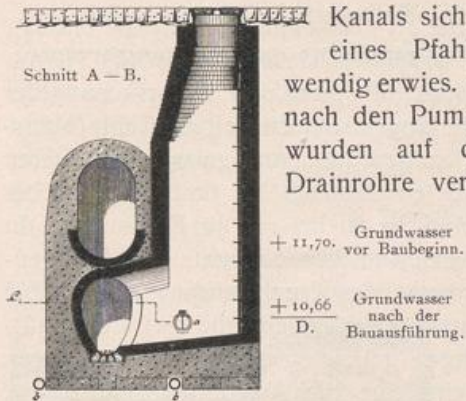 Kanals sich
eines Pfah
wendig erwies.
nach den Pum
wurden auf d
Drainrohre ver
Schnitt A — B.
+ 11,70. Grundwasser
vor Baubeginn.
+ 10,66 Grundwasser
D. nach der
Bauausführung.
a
b
b